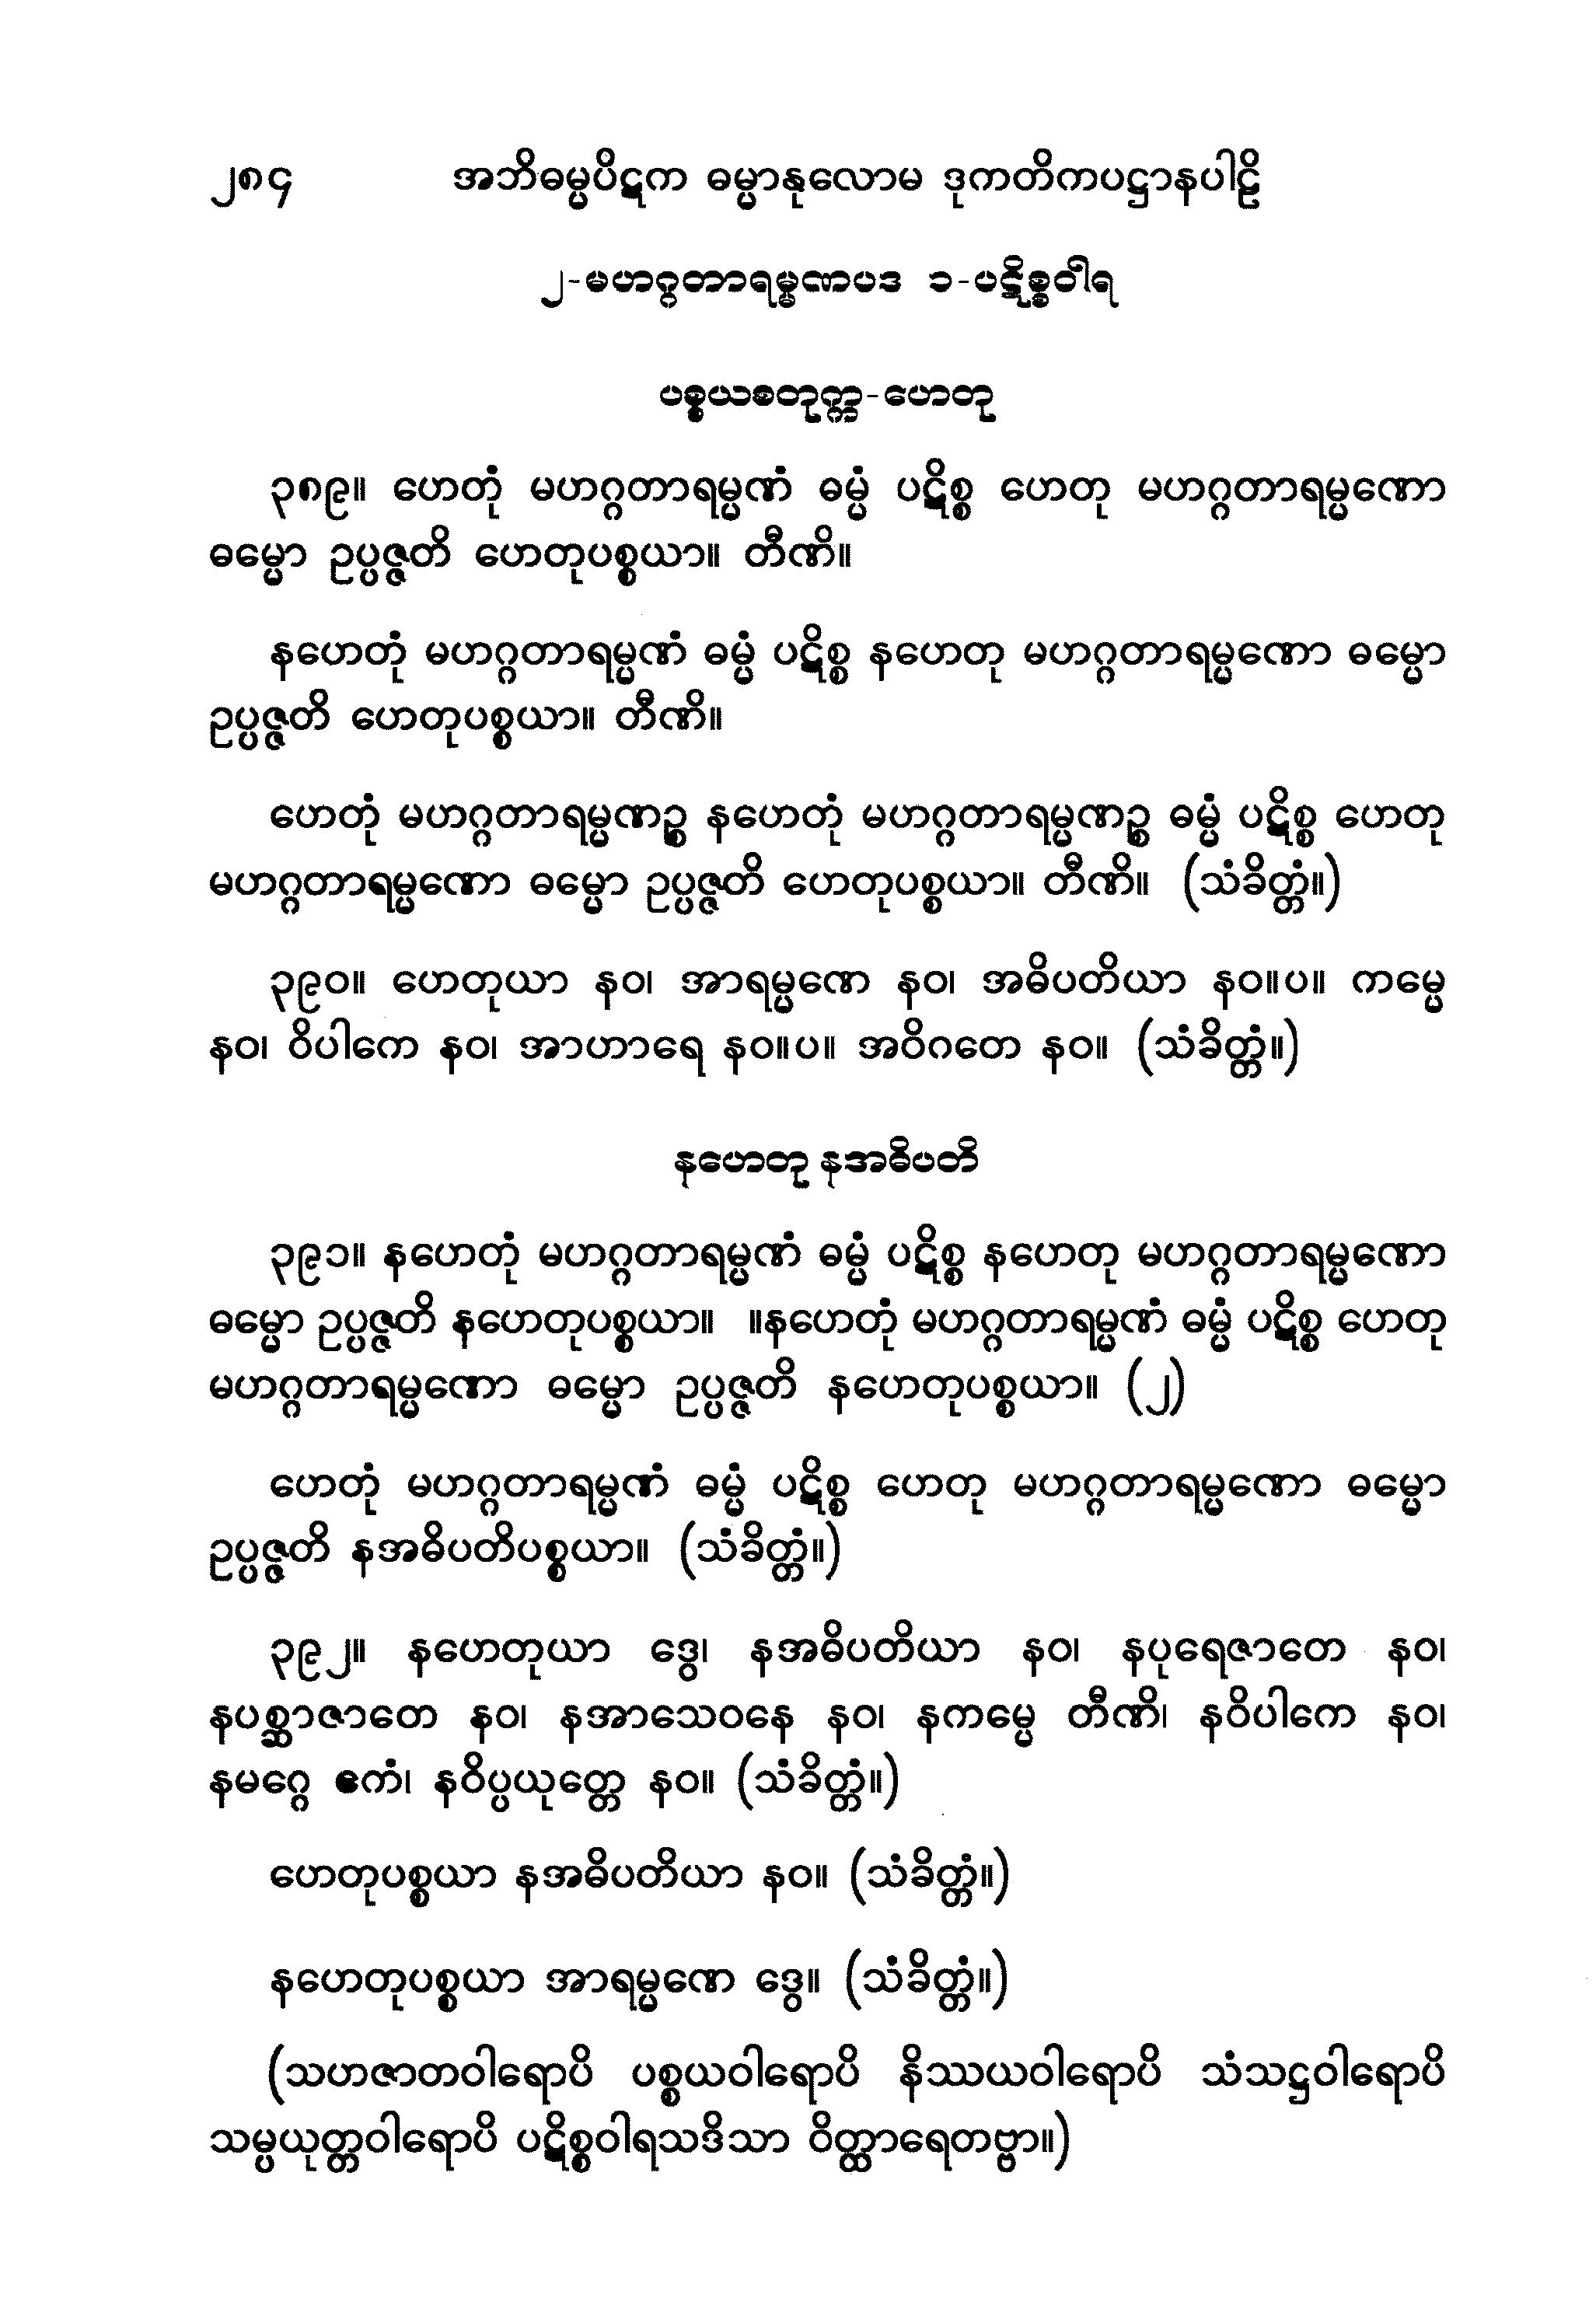 ၂၈၄ အဘိဓမ္မပိဋက ဓမ္မာနုလောမ ဒုကတိကပဋ္ဌာနပါဠိ
၂-မဟဂ္ဂတာရမ္မဏပဒ ၁-ပဋိစ္စဝါရ
ပစ္စယစတုက္က-ဟေတု
၃၈၉။ ဟေတုံ မဟဂ္ဂတာရမ္မဏံ ဓမ္မံ ပဋိစ္စ ဟေတု မဟဂ္ဂတာရမ္မဏော
ဓမ္မော ဥပ္ပဇ္ဇတိ ဟေတုပစ္စယာ။ တီဏိ။
နဟေတုံ မဟဂ္ဂတာရမ္မဏံ ဓမ္မံ ပဋိစ္စ နဟေတု မဟဂ္ဂတာရမ္မဏော ဓမ္မော
ဥပ္ပဇ္ဇတိ ဟေတုပစ္စယာ။ တီဏိ။
ဟေတုံ မဟဂ္ဂတာရမ္မဏဉ္စ နဟေတုံ မဟဂ္ဂတာရမ္မဏဉ္စ ဓမ္မံ ပဋိစ္စ ဟေတု
မဟဂ္ဂတာရမ္မဏော ဓမ္မော ဥပ္ပဇ္ဇတိ ဟေတုပစ္စယာ။ တီဏိ။ (သံခိတ္တံ။)
၃၉၀။ ဟေတုယာ နဝ၊ အာရမ္မဏေ နဝ၊ အဓိပတိယာ နဝ။ပ။ ကမ္မေ
နဝ၊ ဝိပါကေ နဝ၊ အာဟာရေ နဝ။ပ။ အဝိဂတေ နဝ။ (သံခိတ္တံ။)
နဟေတု နအဓိပတိ
၃၉၁။ နဟေတုံ မဟဂ္ဂတာရမ္မဏံ ဓမ္မံ ပဋိစ္စ နဟေတု မဟဂ္ဂတာရမ္မဏော
ဓမ္မော ဥပ္ပဇ္ဇတိ နဟေတုပစ္စယာ။ ။နဟေတုံ မဟဂ္ဂတာရမ္မဏံ ဓမ္မံ ပဋိစ္စ ဟေတု
မဟဂ္ဂတာရမ္မဏော ဓမ္မော ဥပ္ပဇ္ဇတိ နဟေတုပစ္စယာ။ (၂)
ဟေတုံ မဟဂ္ဂတာရမ္မဏံ ဓမ္မံ ပဋိစ္စ ဟေတု မဟဂ္ဂတာရမ္မဏော ဓမ္မော
ဥပ္ပဇ္ဇတိ နအဓိပတိပစ္စယာ။ (သံခိတ္တံ။)
၃၉၂။ နဟေတုယာ ဒွေ၊ နအဓိပတိယာ နဝ၊ နပုရေဇာတေ နဝ၊
နပစ္ဆာဇာတေ နဝ၊ နအာသေဝနေ နဝ၊ နကမ္မေ တီဏိ၊ နဝိပါကေ နဝ၊
နမဂ္ဂေ ဧကံ၊ နဝိပ္ပယုတ္တေ နဝ။ (သံခိတ္တံ။)
ဟေတုပစ္စယာ နအဓိပတိယာ နဝ။ (သံခိတ္တံ။)
နဟေတုပစ္စယာ အာရမ္မဏေ ဒွေ။ (သံခိတ္တံ။)
(သဟဇာတဝါရောပိ ပစ္စယဝါရောပိ နိဿယဝါရောပိ သံသဋ္ဌဝါရောပိ
သမ္ပယုတ္တဝါရောပိ ပဋိစ္စဝါရသဒိသာ ဝိတ္ထာရေတဗ္ဗာ။)